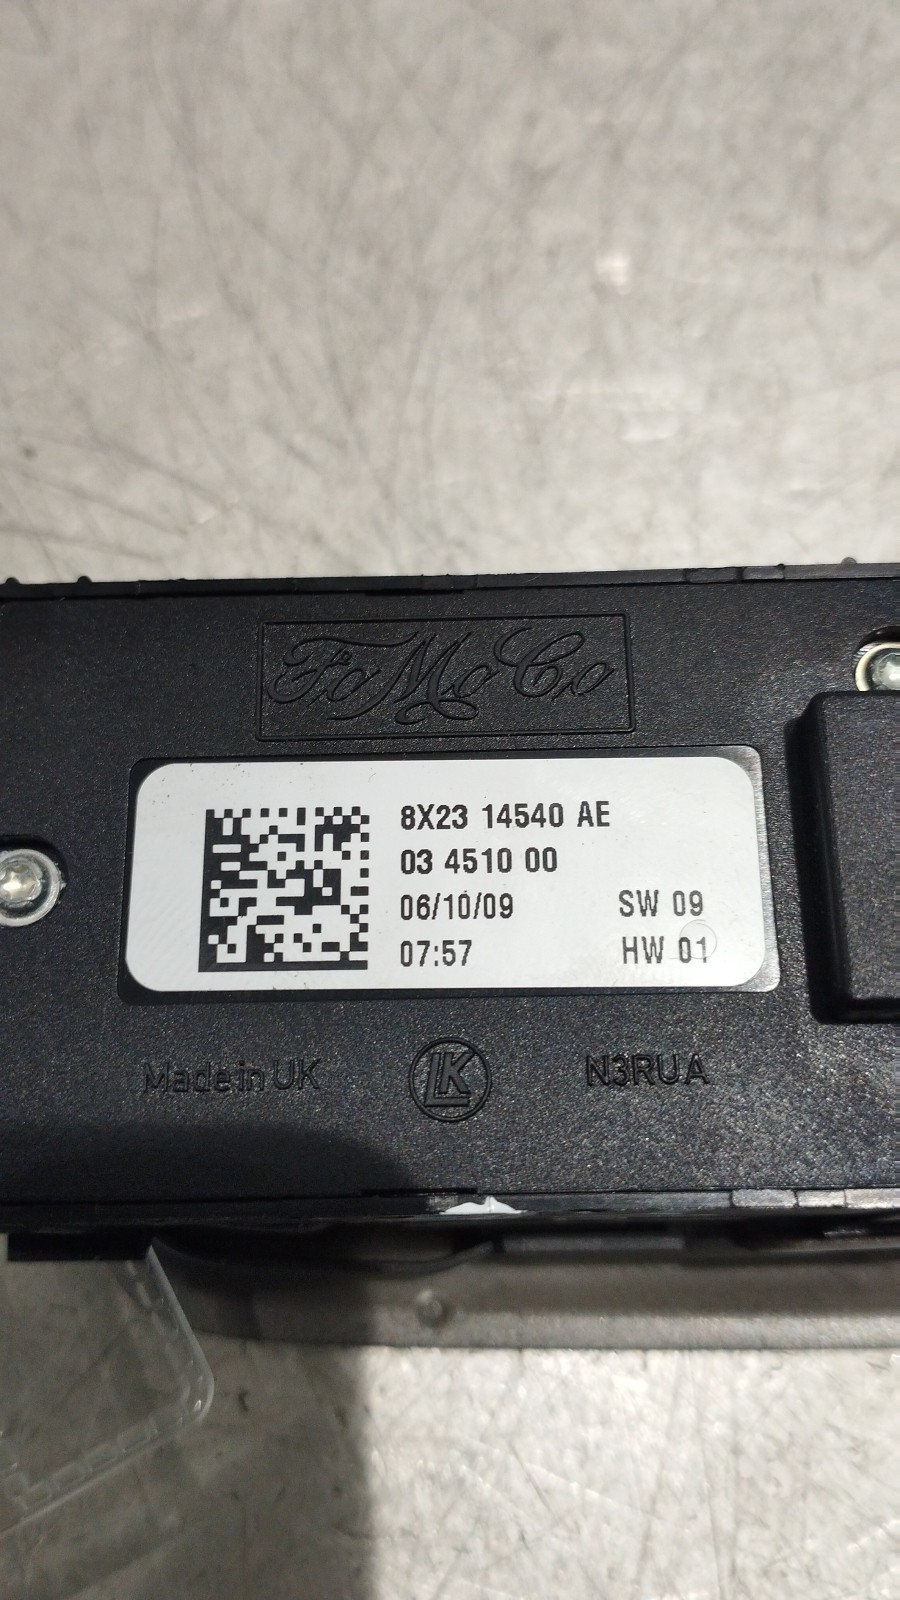 FoMoCo
8X23 14540 AE
03 4510 00
06/10/09 SW 09
07:57 HW 01
Made in UK LK N3RUA